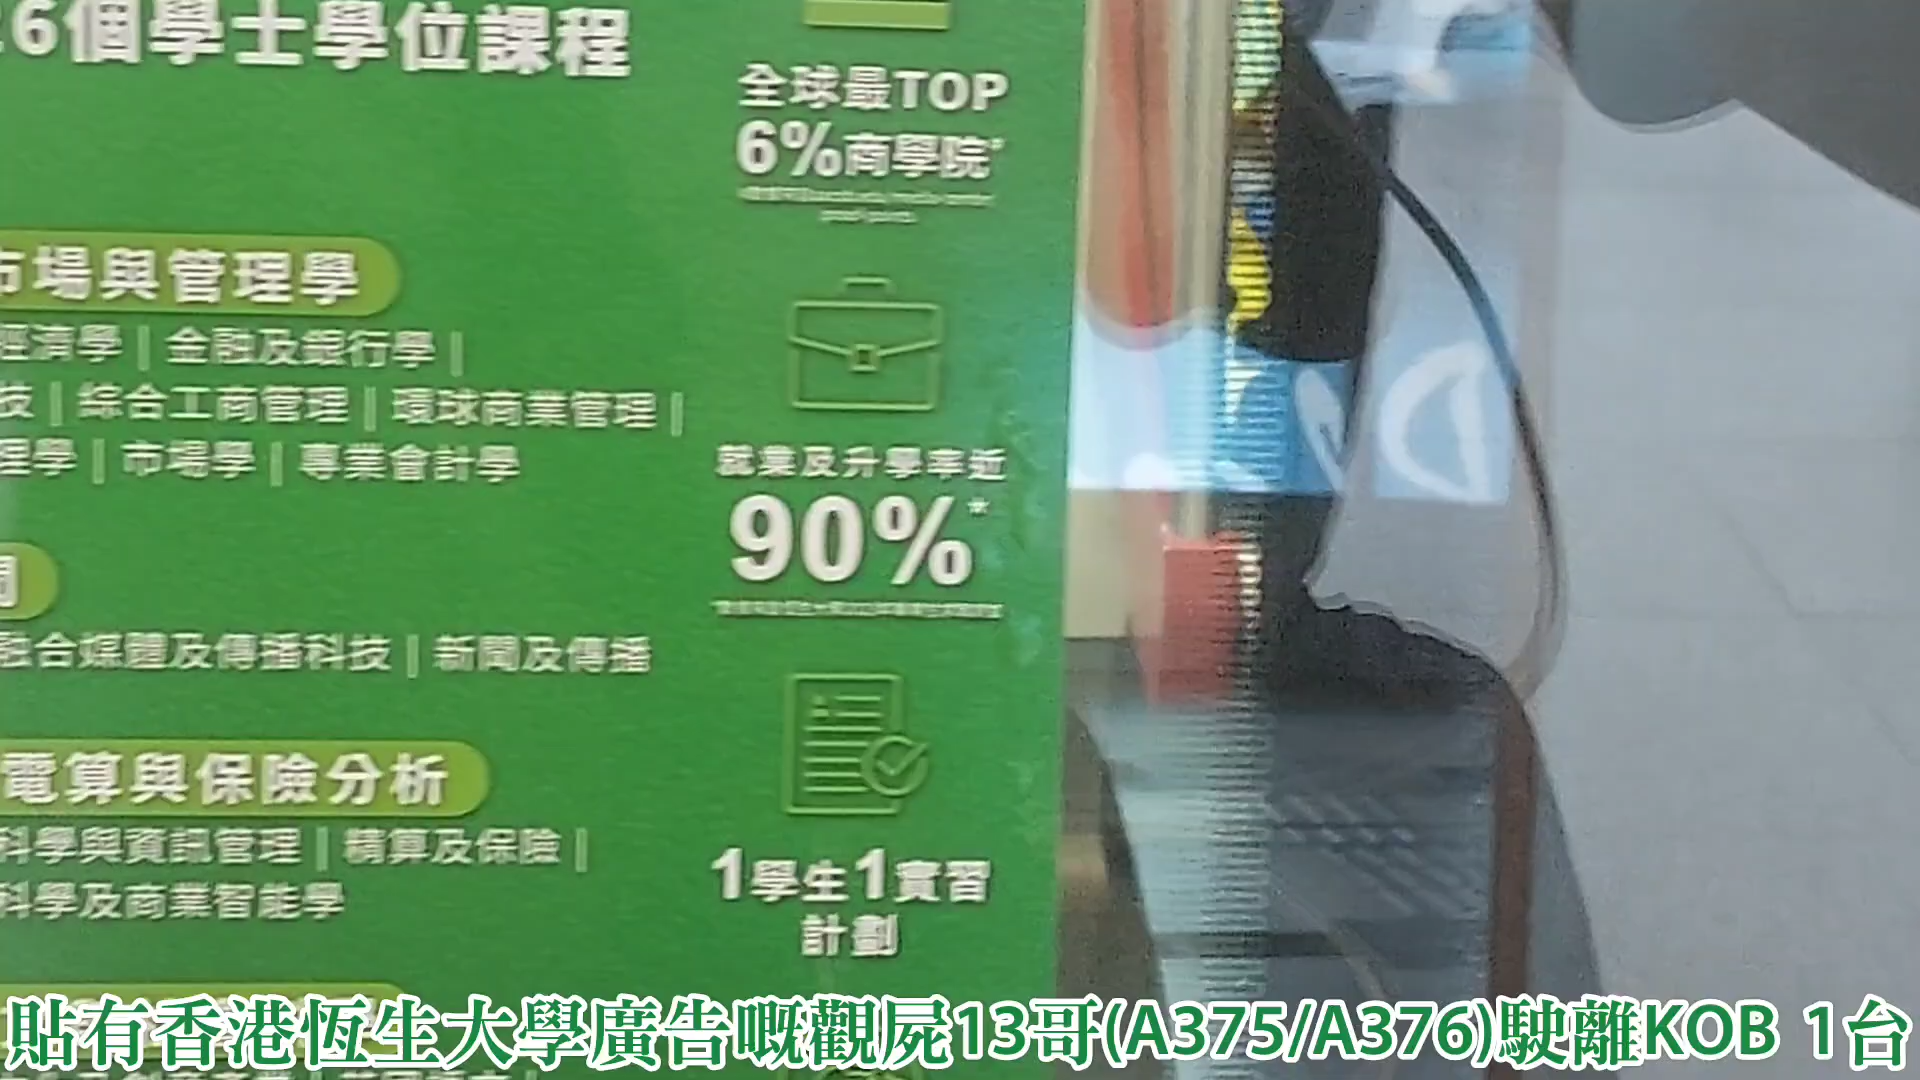 26個學士學位課程
全球最TOP
6%商學院*
市場與管理學
經濟學 | 金融及銀行學 |
技 | 綜合工商管理 | 環球商業管理 |
理學 | 市場學 | 專業會計學
就業及升學率近
90%*
融合媒體及傳播科技 | 新聞及傳播
電算與保險分析
科學與資訊管理 | 精算及保險 |
科學及商業智能學
1學生1實習
計劃
貼有香港恆生大學廣告嘅觀屍13哥(A375/A376)駛離KOB 1台